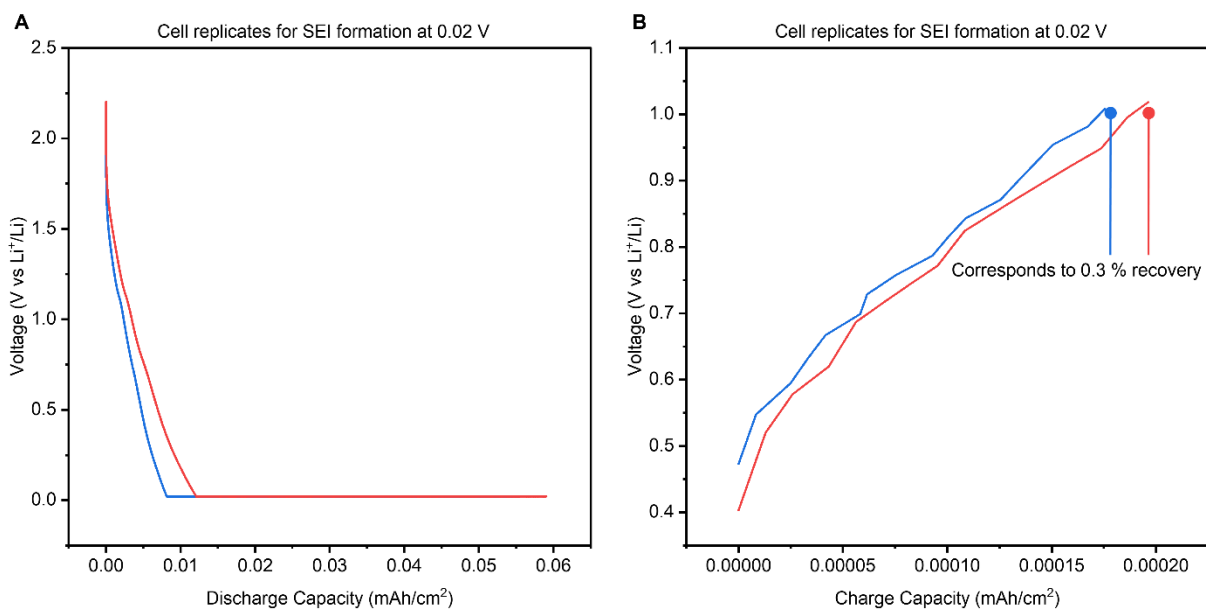 A
Cell replicates for SEI formation at 0.02 V
2.5
2.0
1.5
1.0
0.5
0.0
Voltage (V vs Li⁺/Li)
0.00 0.01 0.02 0.03 0.04 0.05 0.06
Discharge Capacity (mAh/cm²)
B
Cell replicates for SEI formation at 0.02 V
1.1
1.0
0.9
0.8
0.7
0.6
0.5
0.4
Voltage (V vs Li⁺/Li)
Corresponds to 0.3 % recovery
0.00000 0.00005 0.00010 0.00015 0.00020
Charge Capacity (mAh/cm²)